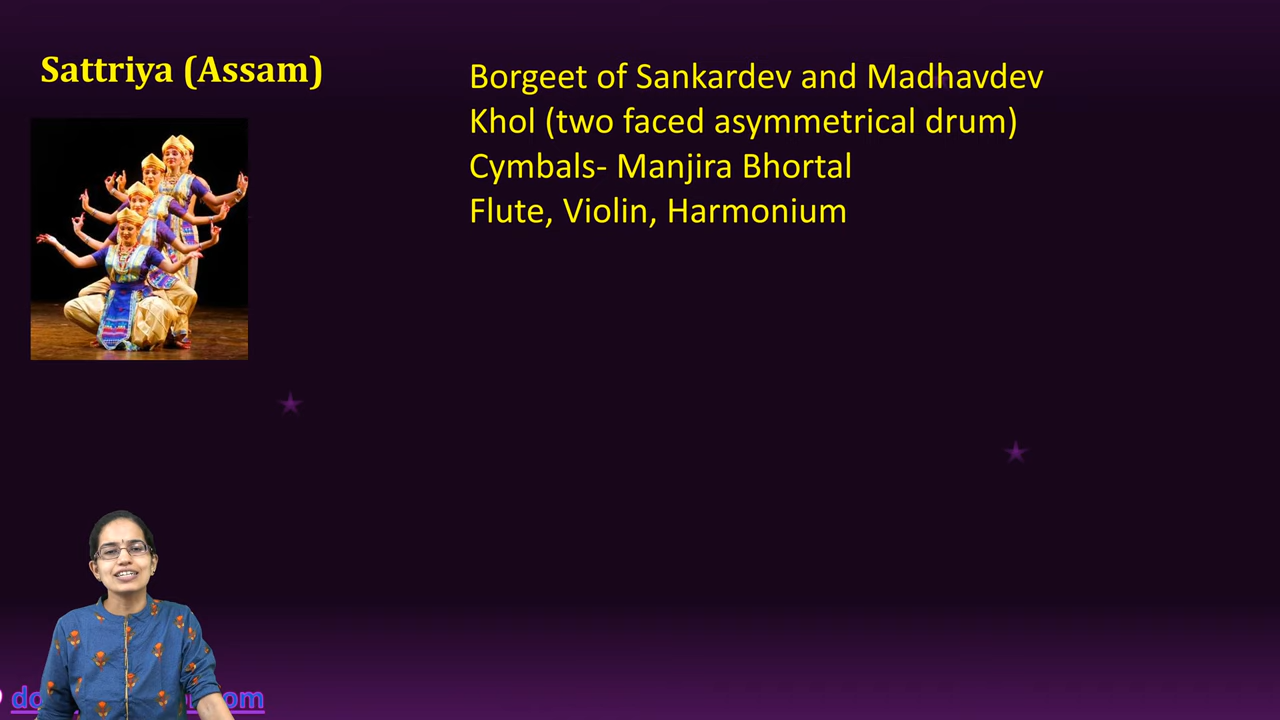 Sattriya (Assam)
Borgeet of Sankardev and Madhavdev
Khol (two faced asymmetrical drum)
Cymbals- Manjira Bhortal
Flute, Violin, Harmonium